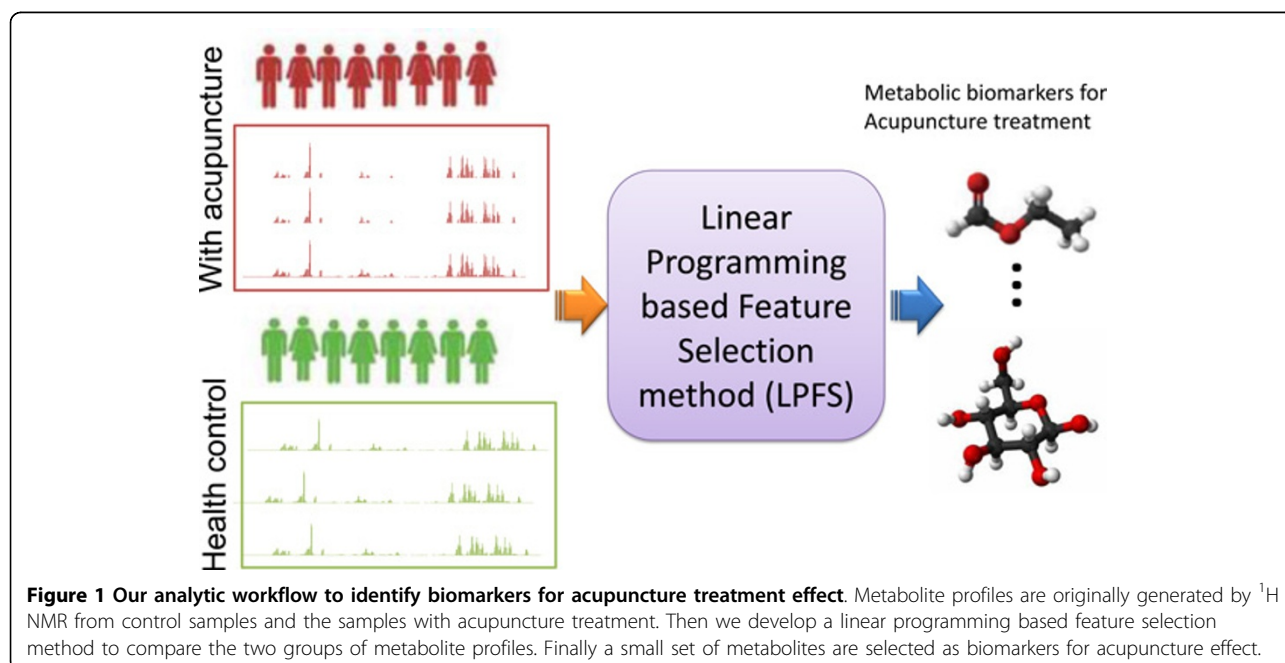 With acupuncture
Health control
Linear
Programming
based Feature
Selection
method (LPFS)
Metabolic biomarkers for
Acupuncture treatment
Figure 1 Our analytic workflow to identify biomarkers for acupuncture treatment effect. Metabolite profiles are originally generated by ¹H
NMR from control samples and the samples with acupuncture treatment. Then we develop a linear programming based feature selection
method to compare the two groups of metabolite profiles. Finally a small set of metabolites are selected as biomarkers for acupuncture effect.